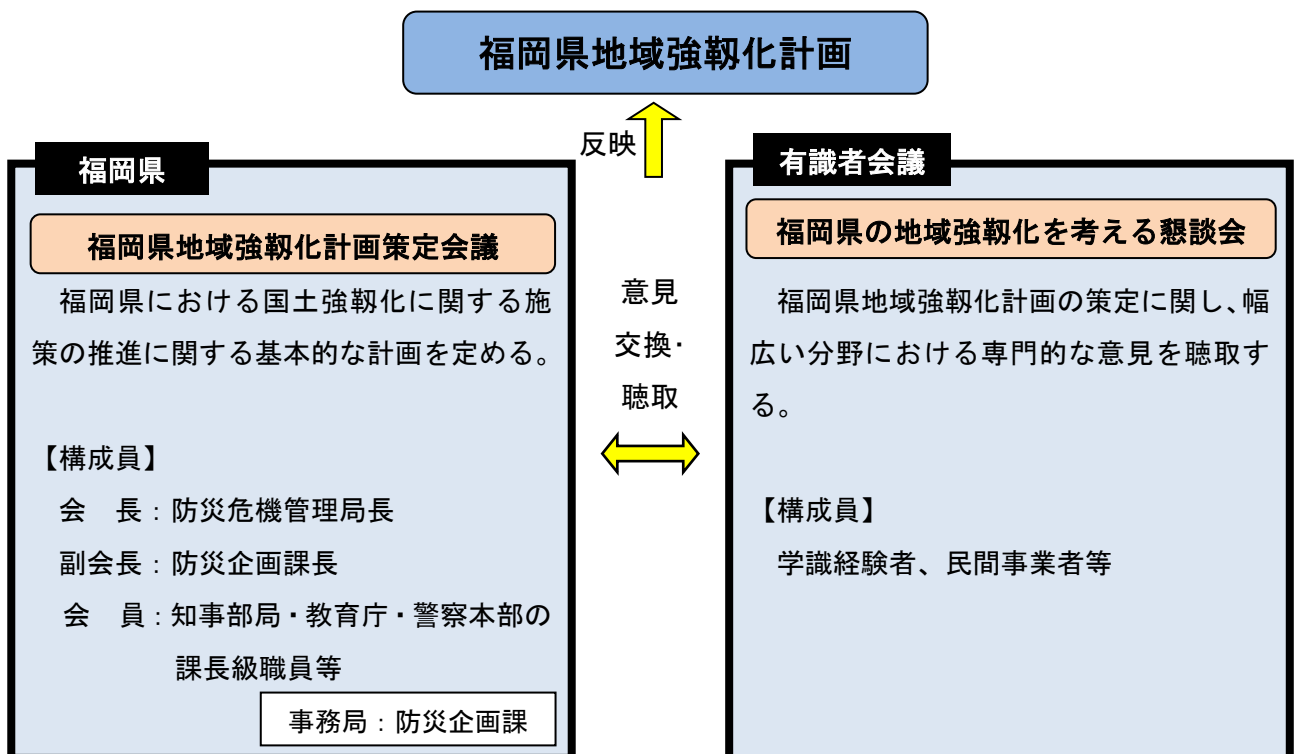 福岡県地域強靱化計画
反映
福岡県
福岡県地域強靱化計画策定会議
福岡県における国土強靱化に関する施
策の推進に関する基本的な計画を定める。
【構成員】
会　長：防災危機管理局長
副会長：防災企画課長
会　員：知事部局・教育庁・警察本部の
課長級職員等
事務局：防災企画課
意見
交換・
聴取
有識者会議
福岡県の地域強靱化を考える懇談会
福岡県地域強靱化計画の策定に関し、幅
広い分野における専門的な意見を聴取す
る。
【構成員】
学識経験者、民間事業者等